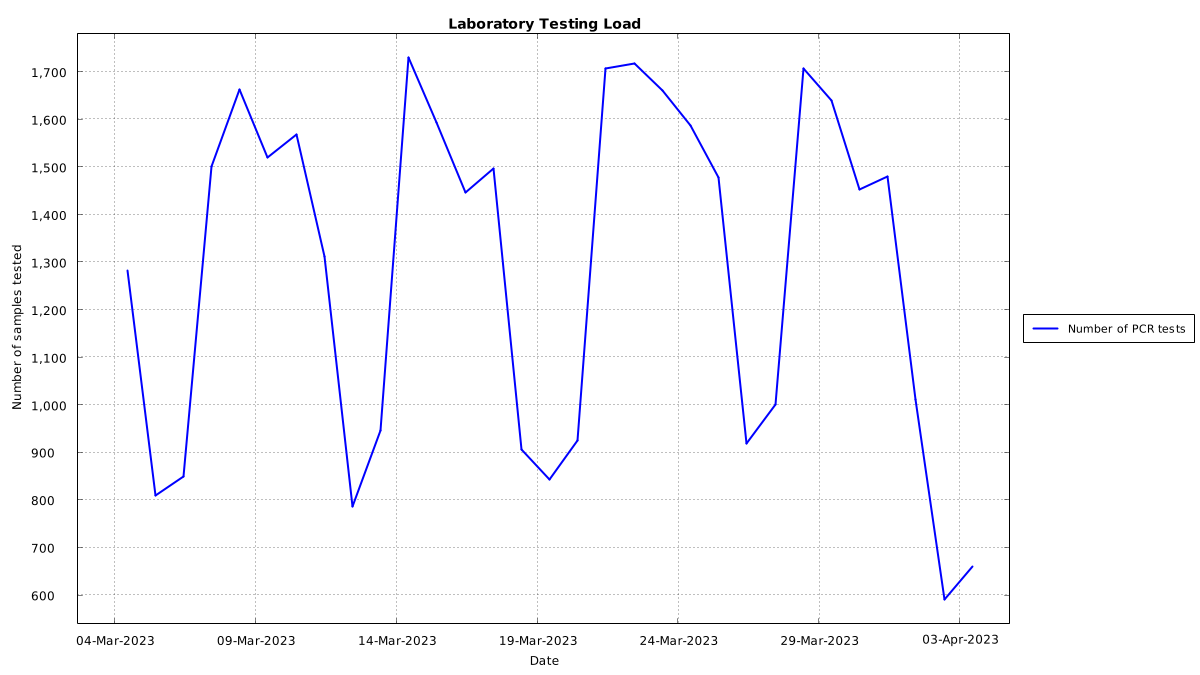 Laboratory Testing Load
Number of samples tested
1,700
1,600
1,500
1,400
1,300
1,200
1,100
1,000
900
800
700
600
04-Mar-2023 09-Mar-2023 14-Mar-2023 19-Mar-2023 24-Mar-2023 29-Mar-2023 03-Apr-2023
Date
Number of PCR tests